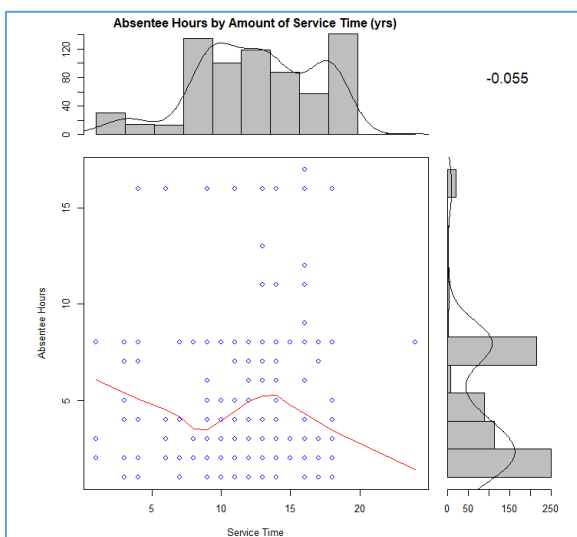 Absentee Hours by Amount of Service Time (yrs)
0 40 80 120
-0.055
Absentee Hours
5 10 15
5 10 15 20
Service Time
0 50 100 150 250